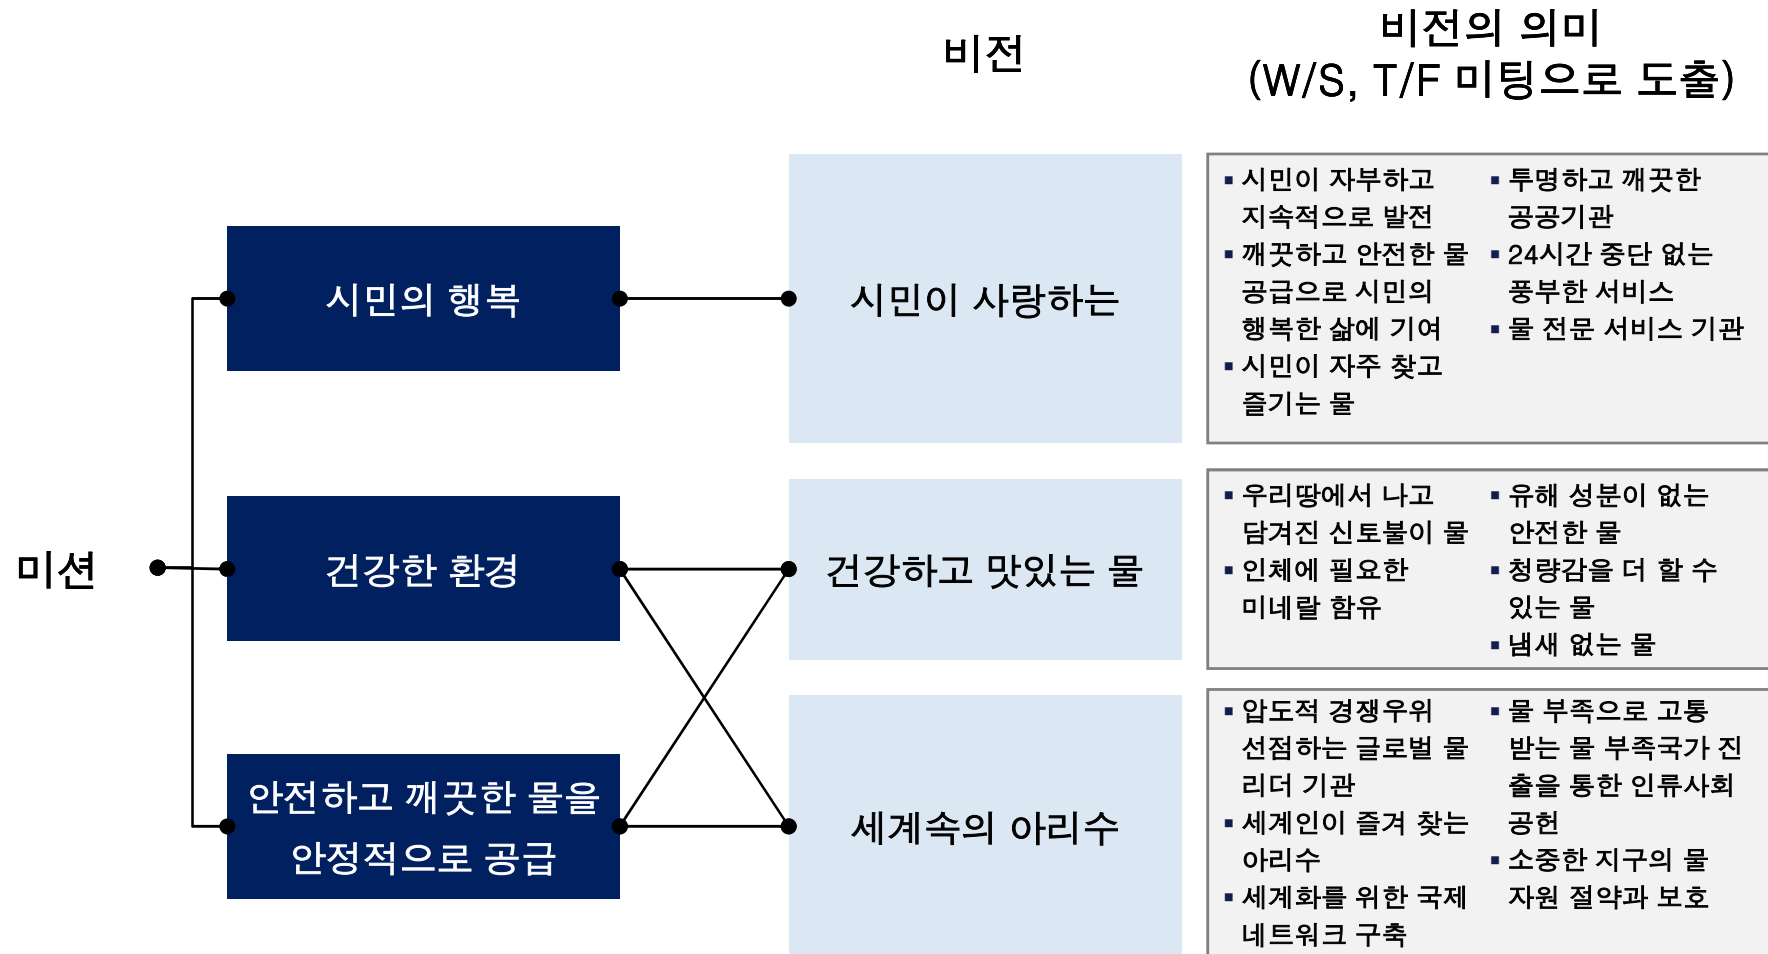 비전
비전의 의미
(W/S, T/F 미팅으로 도출)
미션
시민의 행복
건강한 환경
안전하고 깨끗한 물을
안정적으로 공급
시민이 사랑하는
건강하고 맛있는 물
세계속의 아리수
▪ 시민이 자부하고
지속적으로 발전
▪ 깨끗하고 안전한 물
공급으로 시민의
행복한 삶에 기여
▪ 시민이 자주 찾고
즐기는 물
▪ 투명하고 깨끗한
공공기관
▪ 24시간 중단 없는
풍부한 서비스
▪ 물 전문 서비스 기관
▪ 우리땅에서 나고
담겨진 신토불이 물
▪ 인체에 필요한
미네랄 함유
▪ 유해 성분이 없는
안전한 물
▪ 청량감을 더 할 수
있는 물
▪ 냄새 없는 물
▪ 압도적 경쟁우위
선점하는 글로벌 물
리더 기관
▪ 세계인이 즐겨 찾는
아리수
▪ 세계화를 위한 국제
네트워크 구축
▪ 물 부족으로 고통
받는 물 부족국가 진
출을 통한 인류사회
공헌
▪ 소중한 지구의 물
자원 절약과 보호